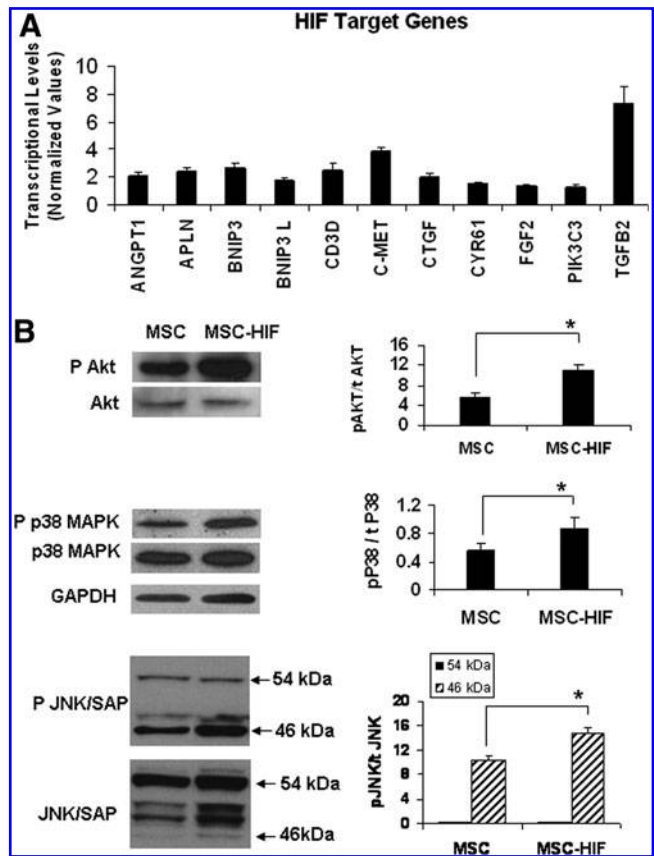 A
HIF Target Genes
Transcriptional Levels
(Normalized Values)
10
8
6
4
2
0
ANGPT1
APLN
BNIP3
BNIP3 L
CD3D
C-MET
CTGF
CYR61
FGF2
PIK3C3
TGFB2
B
MSC MSC-HIF
P Akt
Akt
pAKT/t AKT
16
12
8
4
0
*
MSC MSC-HIF
P p38 MAPK
p38 MAPK
GAPDH
pP38 / t P38
1.2
0.8
0.4
0
*
MSC MSC-HIF
P JNK/SAP
54 kDa
46 kDa
JNK/SAP
54 kDa
46kDa
54 kDa
46 kDa
pJNK/t JNK
20
16
12
8
4
0
*
MSC MSC-HIF